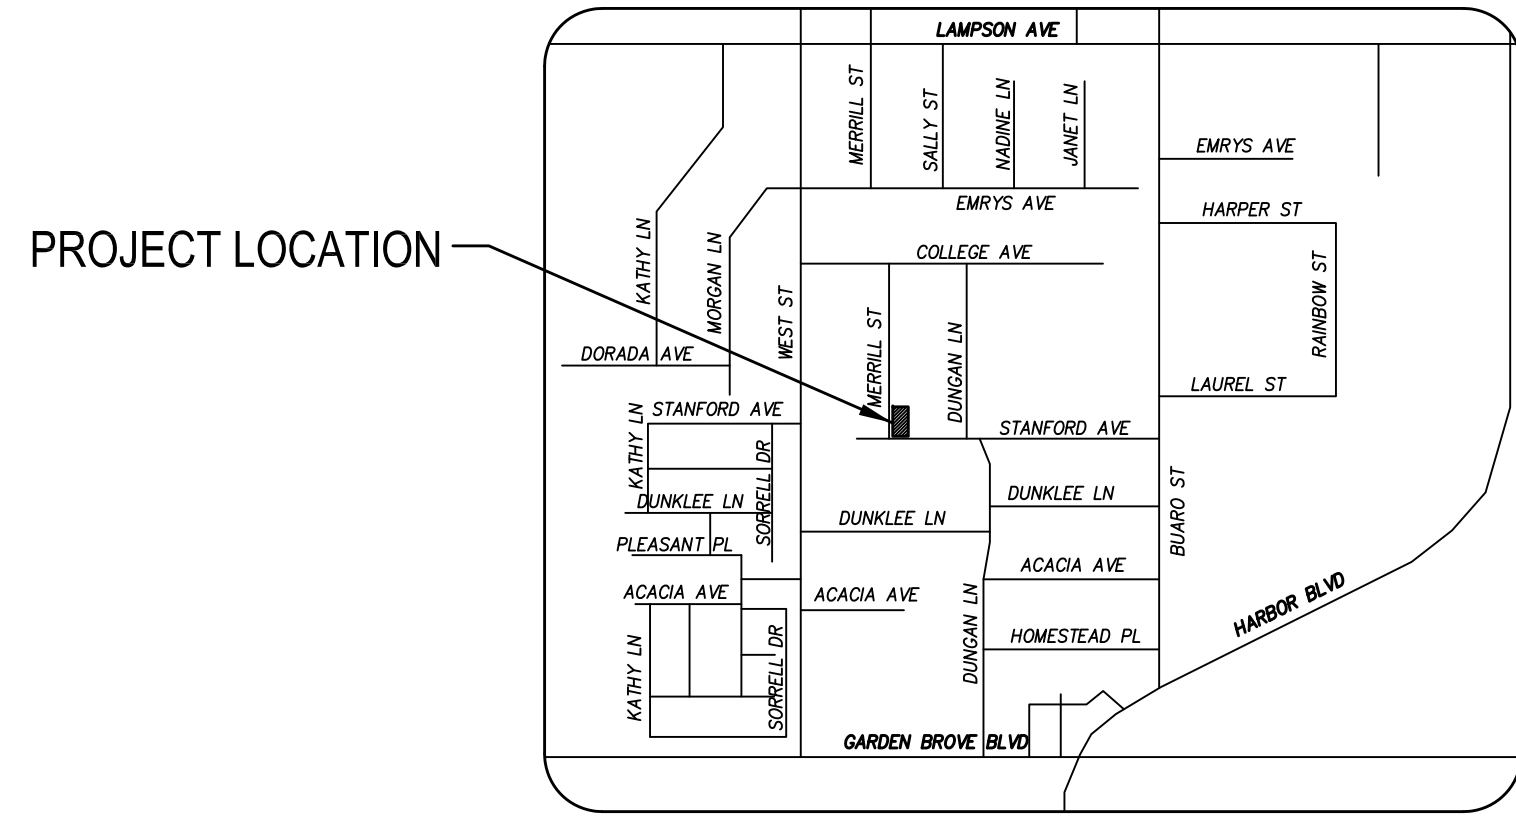 LAMPSON AVE
MERRILL ST
SALLY ST
NADINE LN
JANET LN
EMRYS AVE
EMRYS AVE
HARPER ST
PROJECT LOCATION
KATHY LN
MORGAN LN
WEST ST
COLLEGE AVE
RAINBOW ST
MERRILL ST
DUNGAN LN
DORADA AVE
LAUREL ST
STANFORD AVE
STANFORD AVE
KATHY LN
SORRELL DR
DUNKLEE LN
DUNKLEE LN
DUNKLEE LN
BUARO ST
PLEASANT PL
ACACIA AVE
ACACIA AVE
ACACIA AVE
HARBOR BLVD
DUNGAN LN
HOMESTEAD PL
KATHY LN
SORRELL DR
GARDEN BROVE BLVD